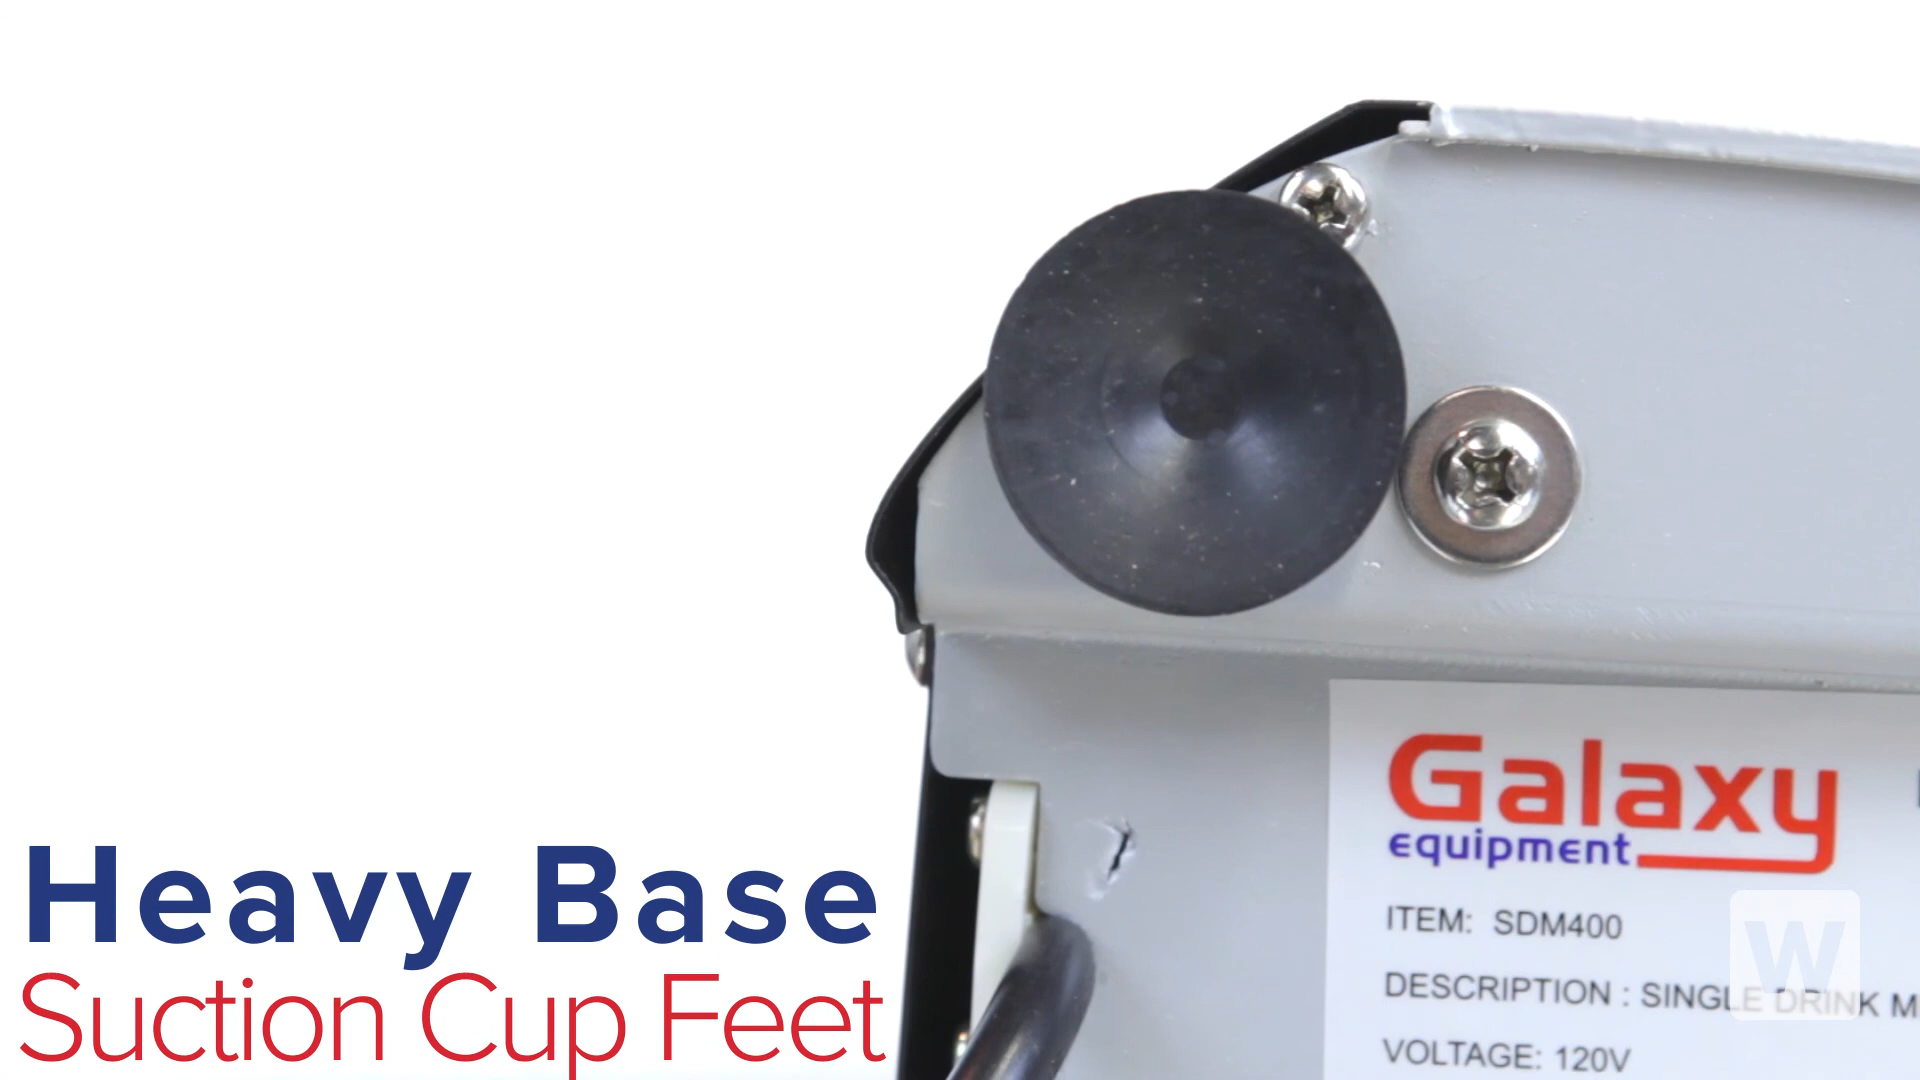 Heavy Base
Suction Cup Feet
Galaxy
equipment
ITEM: SDM400
DESCRIPTION : SINGLE DRINK M
VOLTAGE: 120V
W